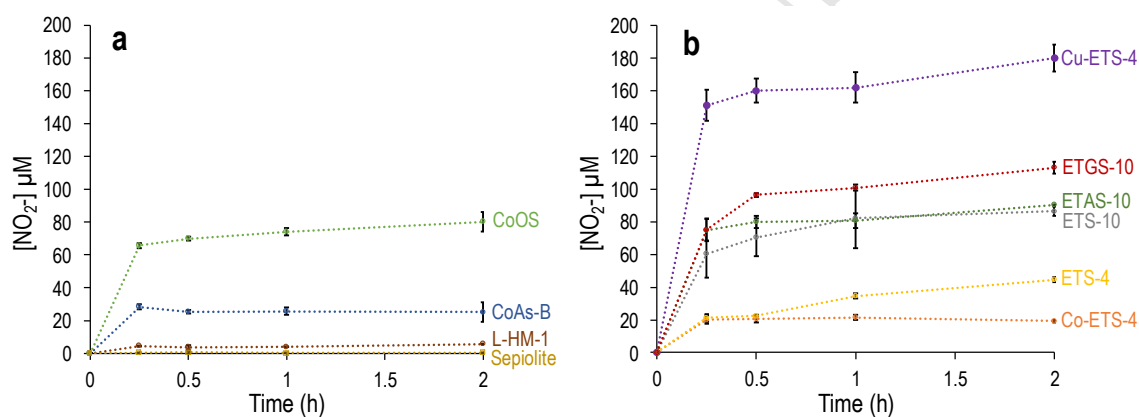 a
[NO2-] µM
200
180
160
140
120
100
80
60
40
20
0
0
0.5
1
1.5
2
Time (h)
CoOS
CoAs-B
L-HM-1
Sepiolite
b
[NO2-] µM
200
180
160
140
120
100
80
60
40
20
0
0
0.5
1
1.5
2
Time (h)
Cu-ETS-4
ETGS-10
ETAS-10
ETS-10
ETS-4
Co-ETS-4